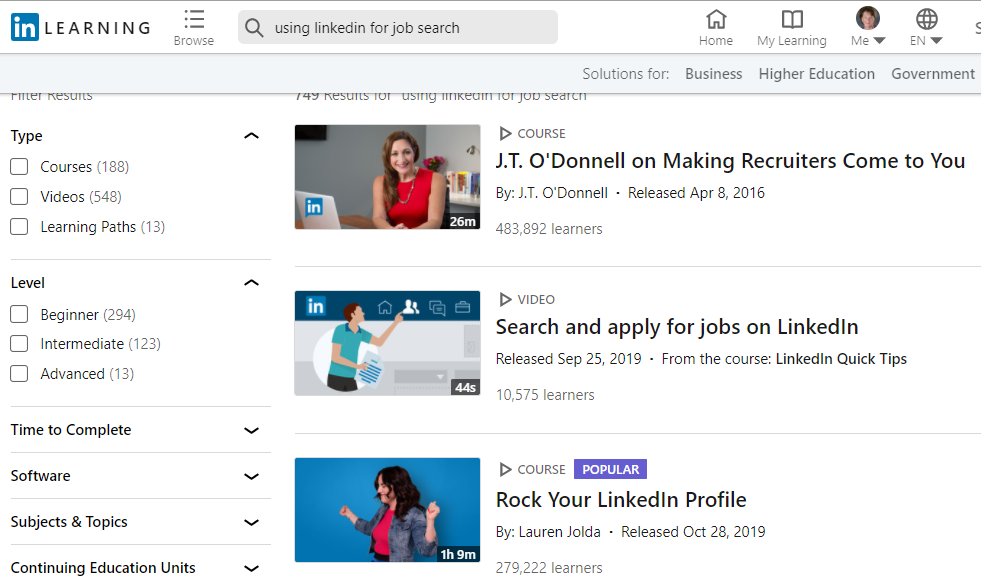 in LEARNING
Browse
using linkedin for job search
Home
My Learning
Me
EN
S
Solutions for: Business Higher Education Government
Filter Results
749 Results for "using linkedin for job search"
Type
Courses (188)
Videos (548)
Learning Paths (13)
Level
Beginner (294)
Intermediate (123)
Advanced (13)
Time to Complete
Software
Subjects & Topics
Continuing Education Units
in
26m
COURSE
J.T. O'Donnell on Making Recruiters Come to You
By: J.T. O'Donnell · Released Apr 8, 2016
483,892 learners
in
44s
VIDEO
Search and apply for jobs on LinkedIn
Released Sep 25, 2019 · From the course: LinkedIn Quick Tips
10,575 learners
1h 9m
COURSE POPULAR
Rock Your LinkedIn Profile
By: Lauren Jolda · Released Oct 28, 2019
279,222 learners